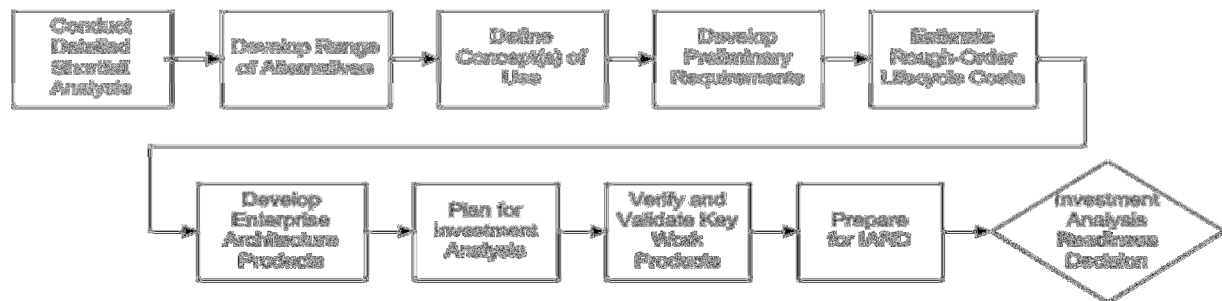 Conduct
Detailed
Shortfall
Analysis
Develop Range
of Alternatives
Define
Concept(s) of
Use
Develop
Preliminary
Requirements
Estimate
Rough-Order
Lifecycle Costs
Develop
Enterprise
Architecture
Products
Plan for
Investment
Analysis
Verify and
Validate Key
Work
Products
Prepare
for IARD
Investment
Analysis
Readiness
Decision